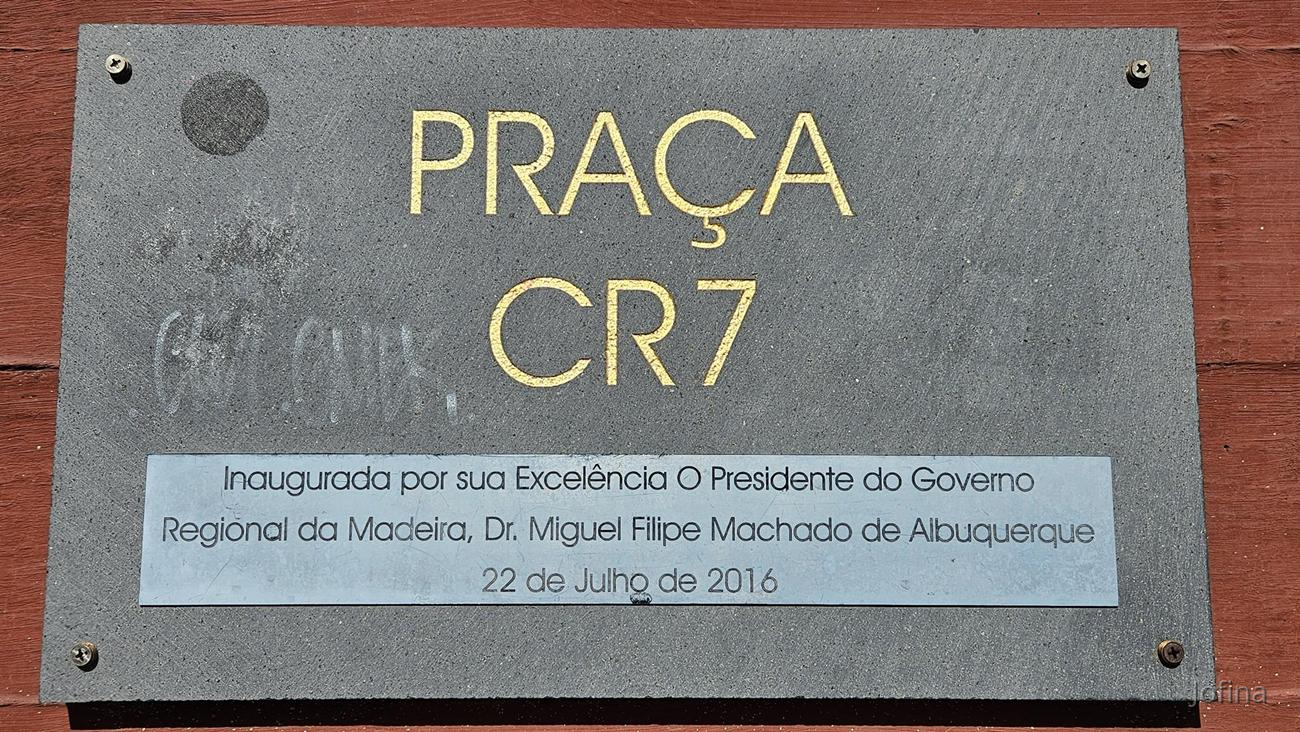 PRAÇA
CR7
Inaugurada por sua Excelência O Presidente do Governo
Regional da Madeira, Dr. Miguel Filipe Machado de Albuquerque
22 de Julho de 2016
jofina